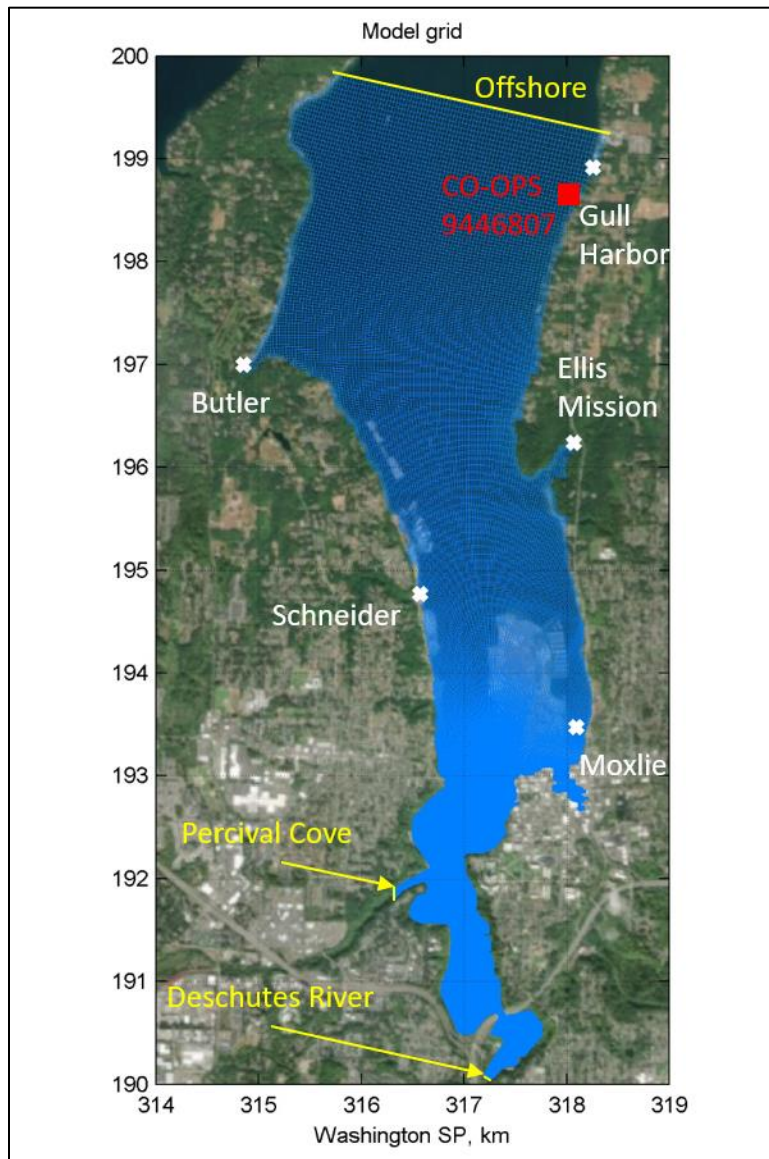 Model grid
200
Offshore
199
CO-OPS
9446807
Gull
Harbor
198
197
Butler
Ellis
Mission
196
195
Schneider
194
193
Moxlie
Percival Cove
192
191
Deschutes River
190
314
315
316
317
318
319
Washington SP, km